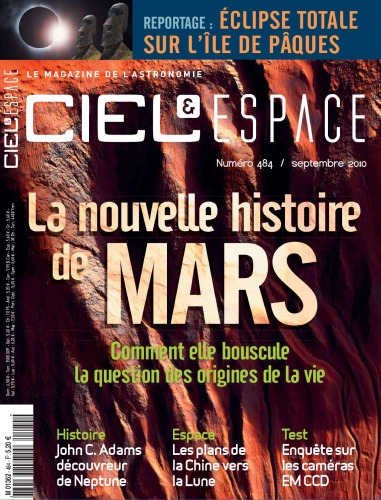 REPORTAGE : ÉCLIPSE TOTALE
SUR L'ÎLE DE PÂQUES
LE MAGAZINE DE L'ASTRONOMIE
CIEL & ESPACE
Numéro 484 / septembre 2010
La nouvelle histoire
de MARS
Comment elle bouscule
la question des origines de la vie
Histoire
John C. Adams
découvreur
de Neptune
Espace
Les plans de
la Chine vers
la Lune
Test
Enquête sur
les caméras
EM CCD
CIEL & ESPACE
M 01362 - 484 - F: 5,20 €